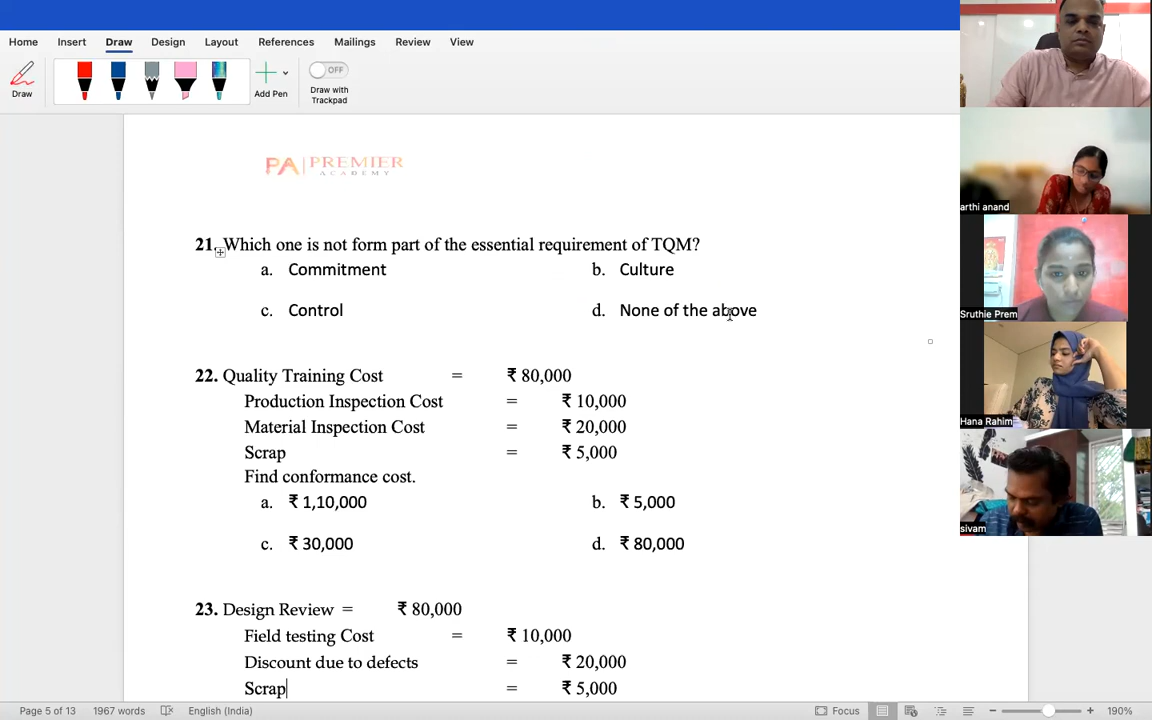 Home Insert Draw Design Layout References Mailings Review View
Draw
Add Pen
OFF
Draw with
Trackpad
PA | PREMIER
ACADEMY
21. Which one is not form part of the essential requirement of TQM?
a. Commitment b. Culture
c. Control d. None of the above
22. Quality Training Cost = ₹ 80,000
Production Inspection Cost = ₹ 10,000
Material Inspection Cost = ₹ 20,000
Scrap = ₹ 5,000
Find conformance cost.
a. ₹ 1,10,000 b. ₹ 5,000
c. ₹ 30,000 d. ₹ 80,000
23. Design Review = ₹ 80,000
Field testing Cost = ₹ 10,000
Discount due to defects = ₹ 20,000
Scrap = ₹ 5,000
arthi anand
Sruthie Prem
Hana Rahim
sivam
Page 5 of 13 1967 words English (India) Focus 190%